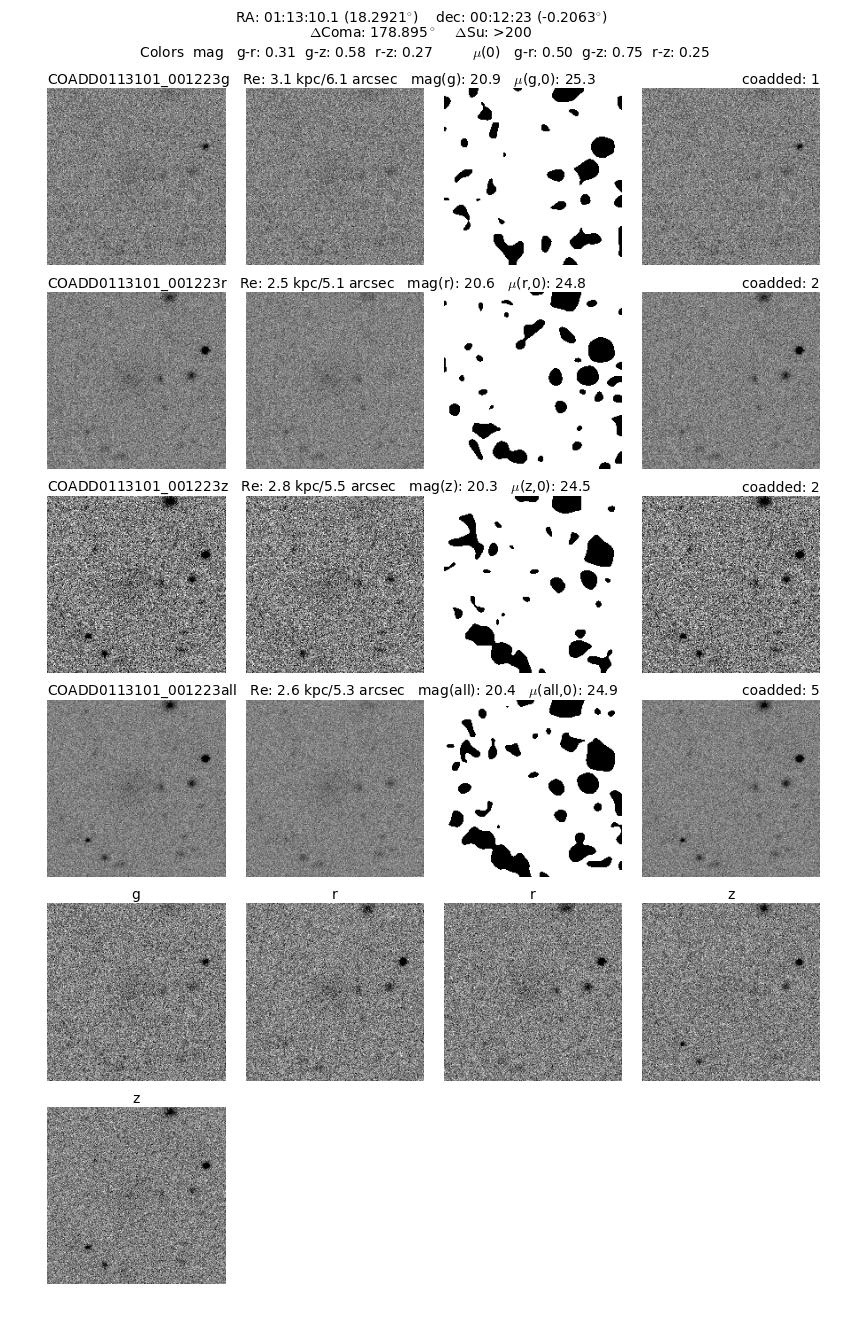 RA: 01:13:10.1 (18.2921°) dec: 00:12:23 (-0.2063°)
ΔComa: 178.895° ΔSu: >200
Colors mag g-r: 0.31 g-z: 0.58 r-z: 0.27 μ(0) g-r: 0.50 g-z: 0.75 r-z: 0.25
COADD0113101_001223g Re: 3.1 kpc/6.1 arcsec mag(g): 20.9 μ(g,0): 25.3 coadded: 1
COADD0113101_001223r Re: 2.5 kpc/5.1 arcsec mag(r): 20.6 μ(r,0): 24.8 coadded: 2
COADD0113101_001223z Re: 2.8 kpc/5.5 arcsec mag(z): 20.3 μ(z,0): 24.5 coadded: 2
COADD0113101_001223all Re: 2.6 kpc/5.3 arcsec mag(all): 20.4 μ(all,0): 24.9 coadded: 5
g r r z
z